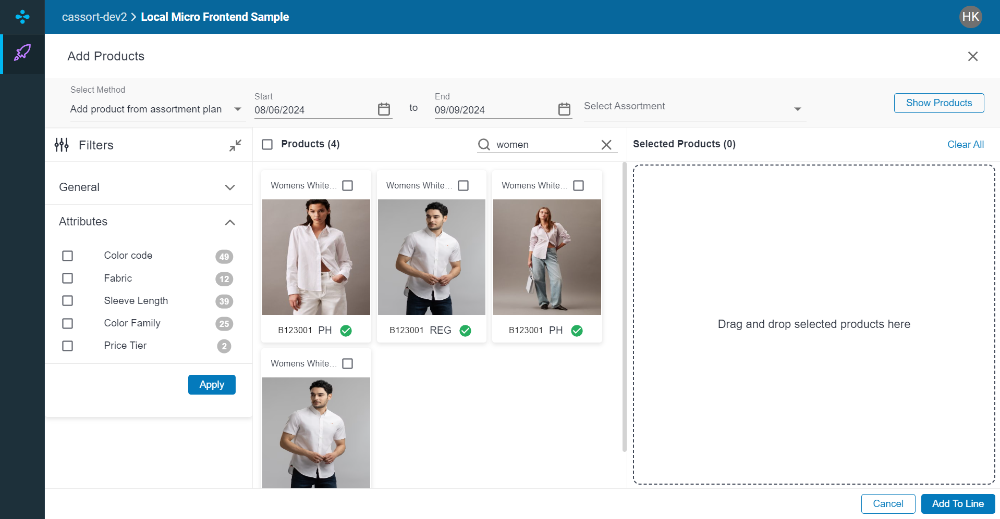 cassort-dev2 > Local Micro Frontend Sample
HK
Add Products
Select Method
Add product from assortment plan
Start
08/06/2024
to
End
09/09/2024
Select Assortment
Show Products
Filters
General
Attributes
Color code 49
Fabric 12
Sleeve Length 39
Color Family 25
Price Tier 2
Apply
Products (4)
women
Womens White...
Womens White...
Womens White...
B123001 PH
B123001 REG
B123001 PH
Womens White...
Selected Products (0)
Clear All
Drag and drop selected products here
Cancel
Add To Line